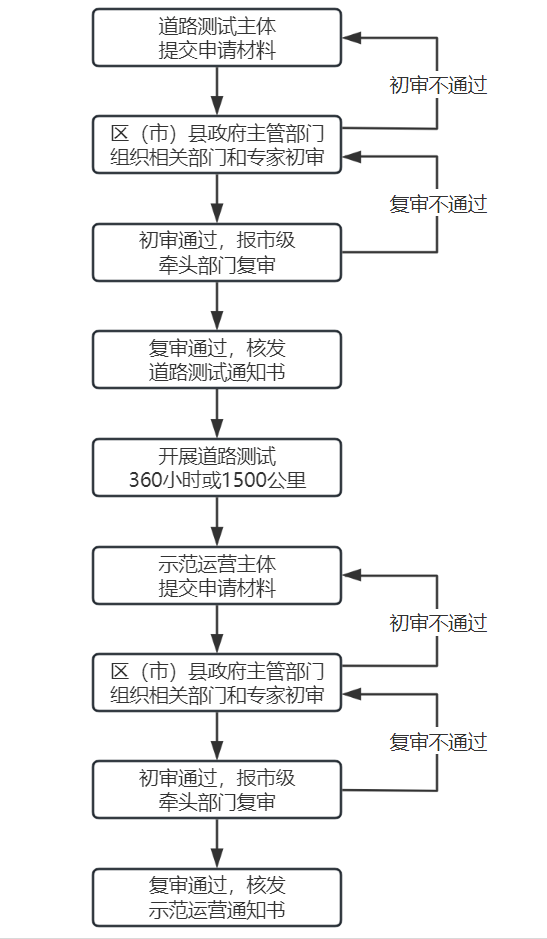 道路测试主体
提交申请材料
初审不通过
区（市）县政府主管部门
组织相关部门和专家初审
复审不通过
初审通过，报市级
牵头部门复审
复审通过，核发
道路测试通知书
开展道路测试
360小时或1500公里
示范运营主体
提交申请材料
初审不通过
区（市）县政府主管部门
组织相关部门和专家初审
复审不通过
初审通过，报市级
牵头部门复审
复审通过，核发
示范运营通知书